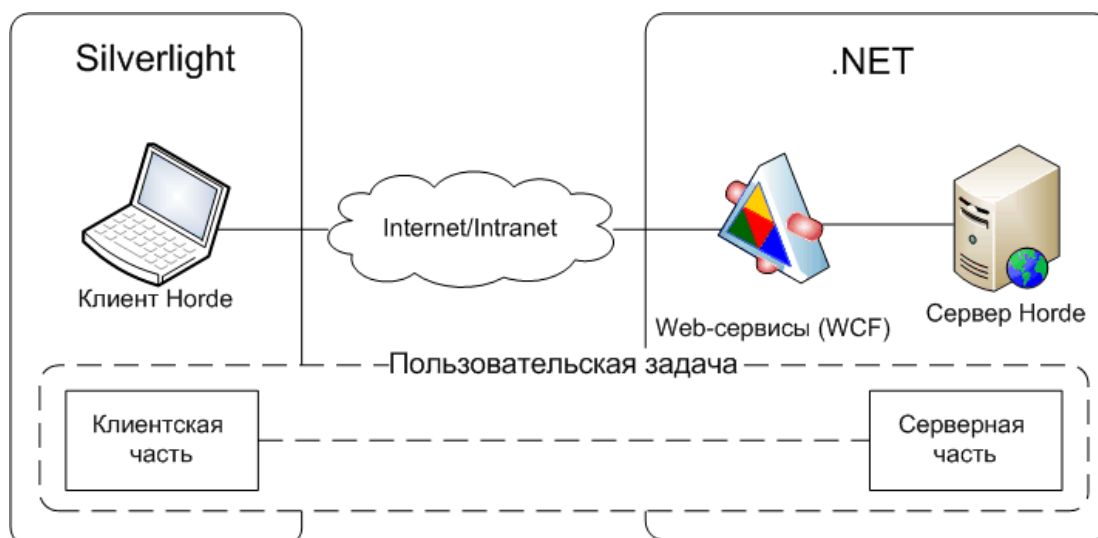 Silverlight
.NET
Internet/Intranet
Клиент Horde
Web-сервисы (WCF)
Сервер Horde
Пользовательская задача
Клиентская
часть
Серверная
часть